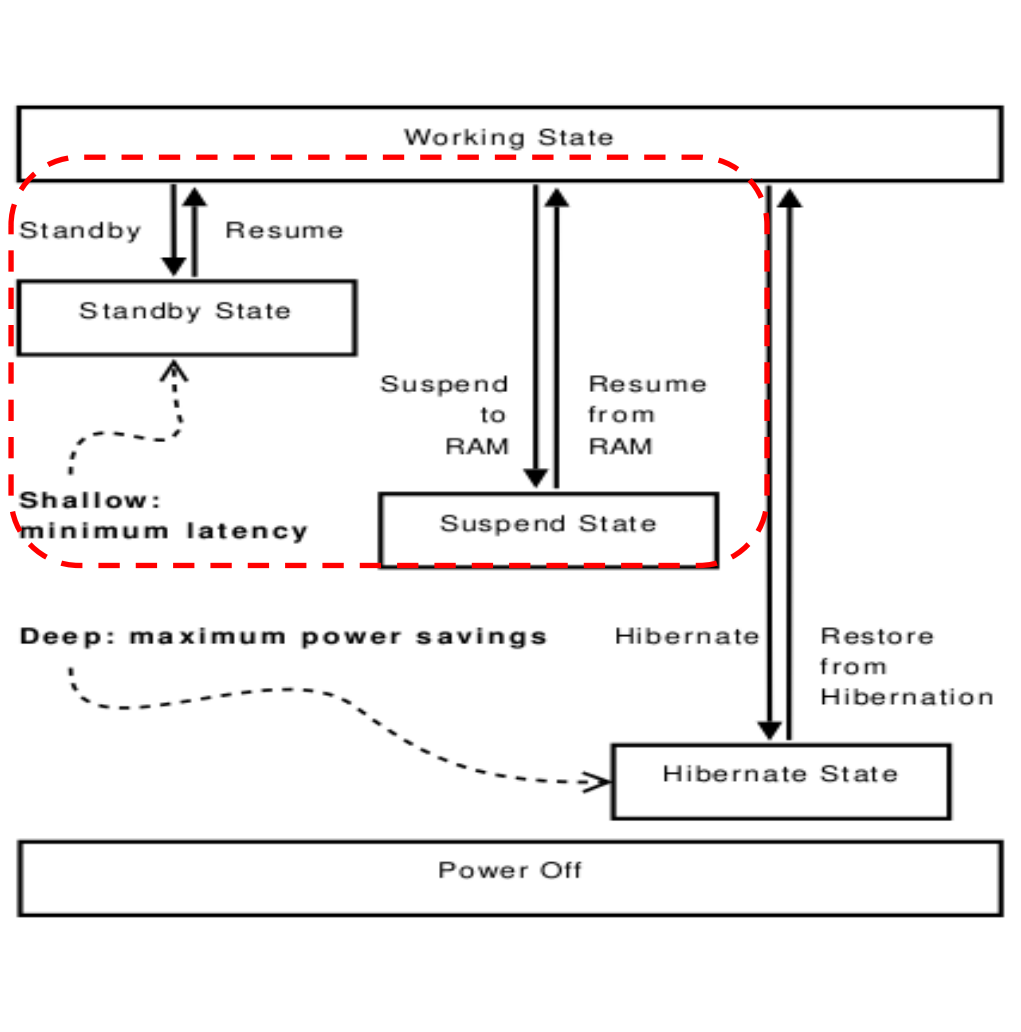 Working State
Standby
Resume
Standby State
Suspend
to
RAM
Resume
from
RAM
Shallow:
minimum latency
Suspend State
Deep: maximum power savings
Hibernate
Restore
from
Hibernation
Hibernate State
Power Off